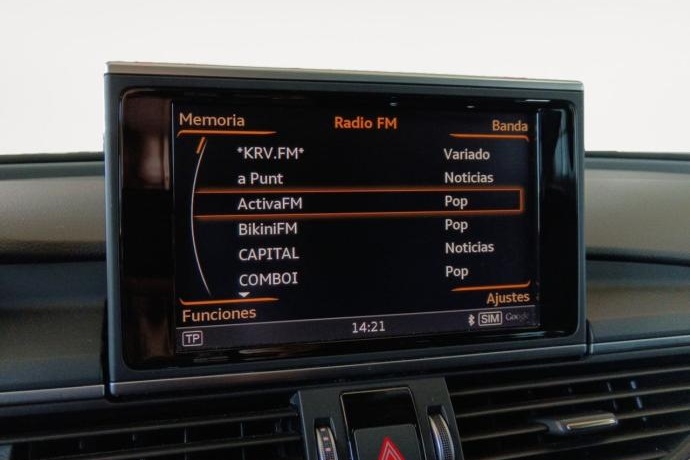 Memoria Radio FM Banda
*KRV.FM* Variado
a Punt Noticias
ActivaFM Pop
BikiniFM Pop
CAPITAL Noticias
COMBOI Pop
Funciones Ajustes
TP 14:21 SIM Google